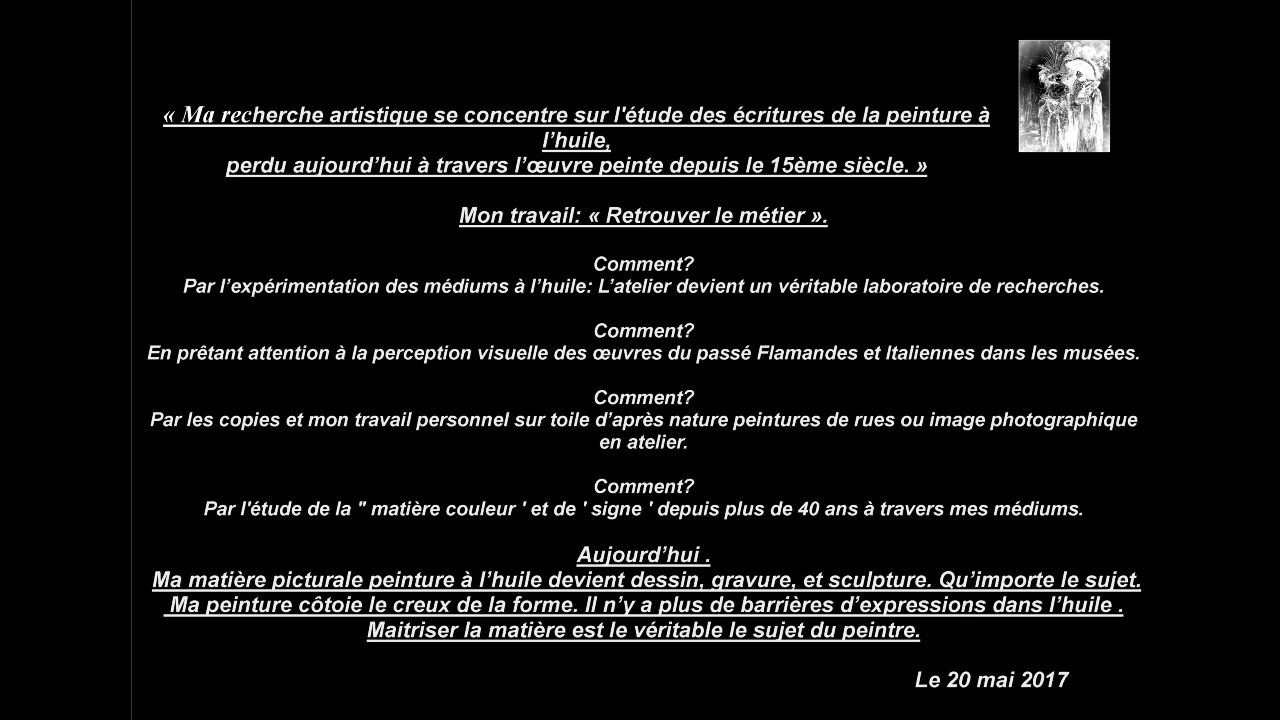 « Ma recherche artistique se concentre sur l'étude des écritures de la peinture à
l’huile,
perdu aujourd’hui à travers l’œuvre peinte depuis le 15ème siècle. »
Mon travail: « Retrouver le métier ».
Comment?
Par l’expérimentation des médiums à l’huile: L’atelier devient un véritable laboratoire de recherches.
Comment?
En prêtant attention à la perception visuelle des œuvres du passé Flamandes et Italiennes dans les musées.
Comment?
Par les copies et mon travail personnel sur toile d’après nature peintures de rues ou image photographique
en atelier.
Comment?
Par l'étude de la " matière couleur ' et de ' signe ' depuis plus de 40 ans à travers mes médiums.
Aujourd’hui .
Ma matière picturale peinture à l’huile devient dessin, gravure, et sculpture. Qu’importe le sujet.
Ma peinture côtoie le creux de la forme. Il n’y a plus de barrières d’expressions dans l’huile .
Maitriser la matière est le véritable le sujet du peintre.
Le 20 mai 2017